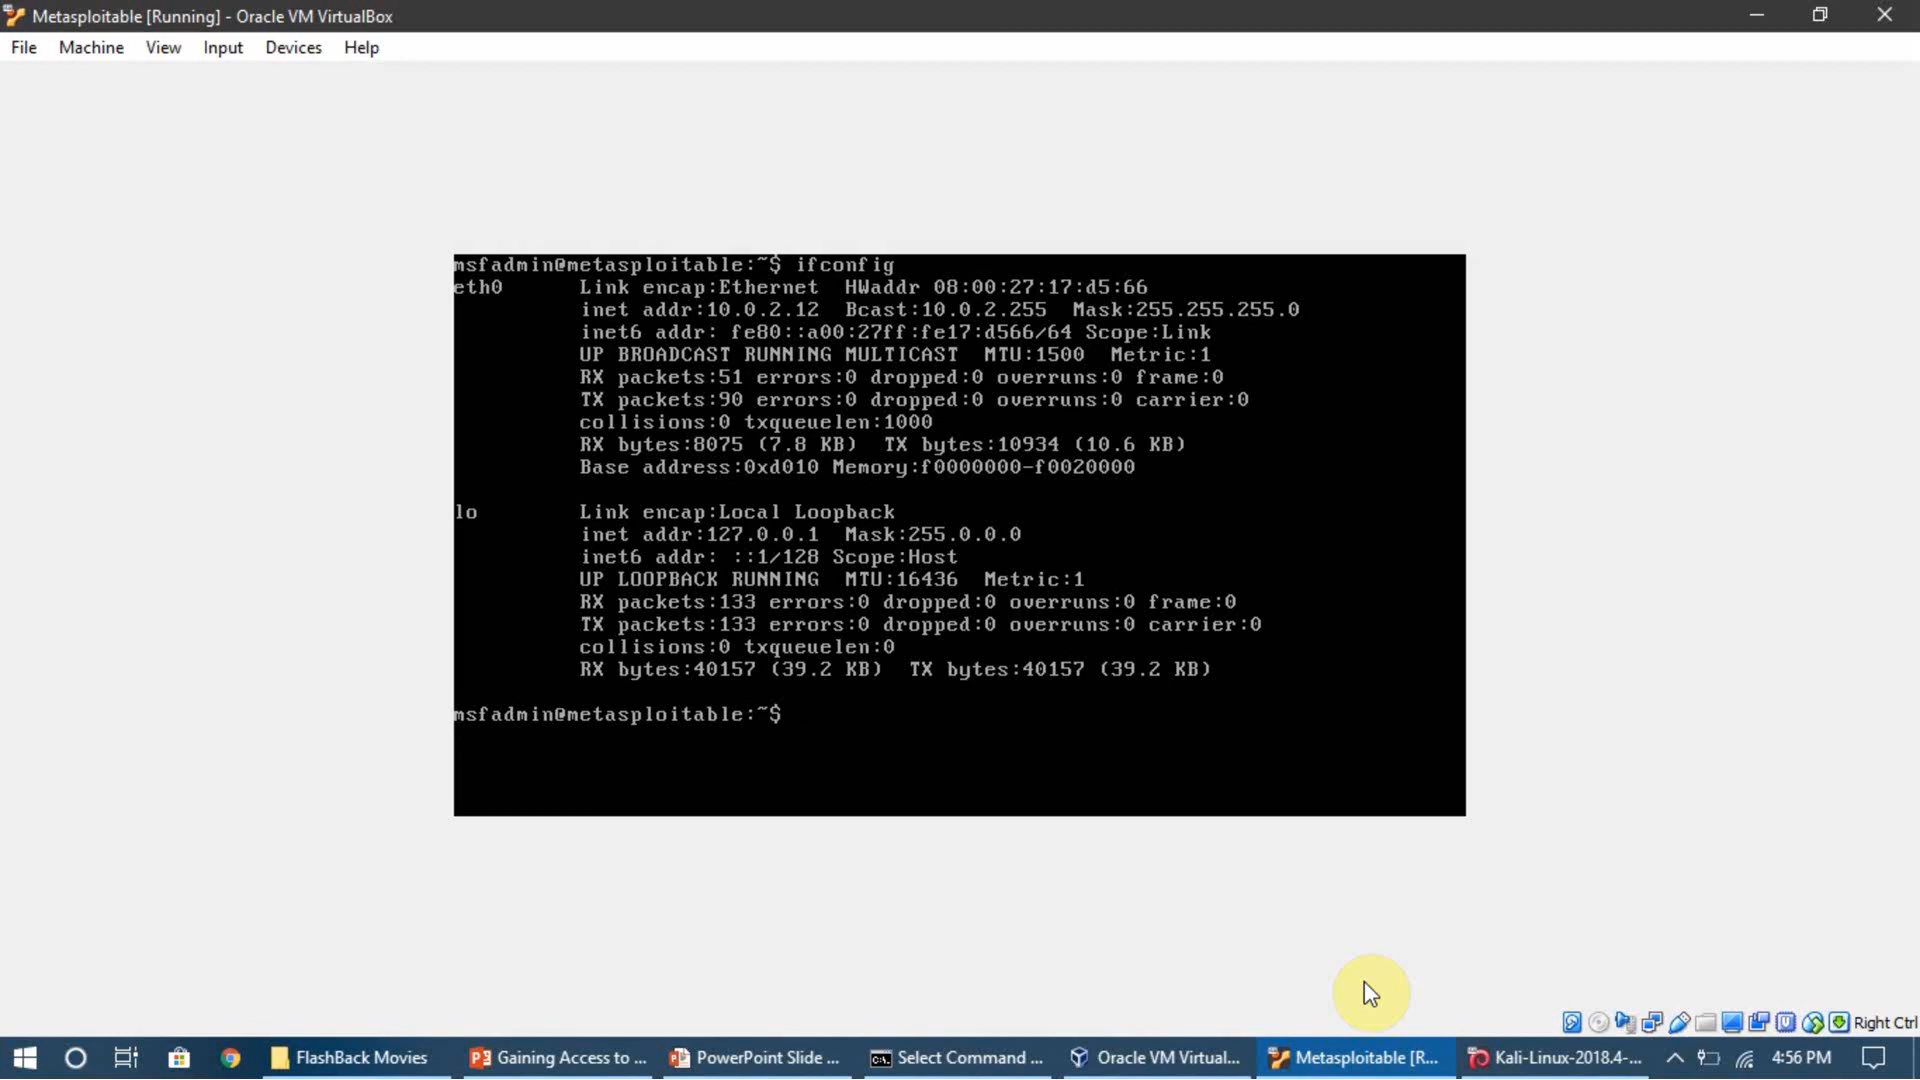 Metasploitable [Running] - Oracle VM VirtualBox
File Machine View Input Devices Help
msfadmin@metasploitable:~$ ifconfig
eth0 Link encap:Ethernet HWaddr 08:00:27:17:d5:66
inet addr:10.0.2.12 Bcast:10.0.2.255 Mask:255.255.255.0
inet6 addr: fe80::a00:27ff:fe17:d566/64 Scope:Link
UP BROADCAST RUNNING MULTICAST MTU:1500 Metric:1
RX packets:51 errors:0 dropped:0 overruns:0 frame:0
TX packets:90 errors:0 dropped:0 overruns:0 carrier:0
collisions:0 txqueuelen:1000
RX bytes:8075 (7.8 KB) TX bytes:10934 (10.6 KB)
Base address:0xd010 Memory:f0000000-f0020000
lo Link encap:Local Loopback
inet addr:127.0.0.1 Mask:255.0.0.0
inet6 addr: ::1/128 Scope:Host
UP LOOPBACK RUNNING MTU:16436 Metric:1
RX packets:133 errors:0 dropped:0 overruns:0 frame:0
TX packets:133 errors:0 dropped:0 overruns:0 carrier:0
collisions:0 txqueuelen:0
RX bytes:40157 (39.2 KB) TX bytes:40157 (39.2 KB)
msfadmin@metasploitable:~$
Right Ctrl
FlashBack Movies Gaining Access to ... PowerPoint Slide ... Select Command ... Oracle VM Virtual... Metasploitable [R... Kali-Linux-2018.4-... 4:56 PM